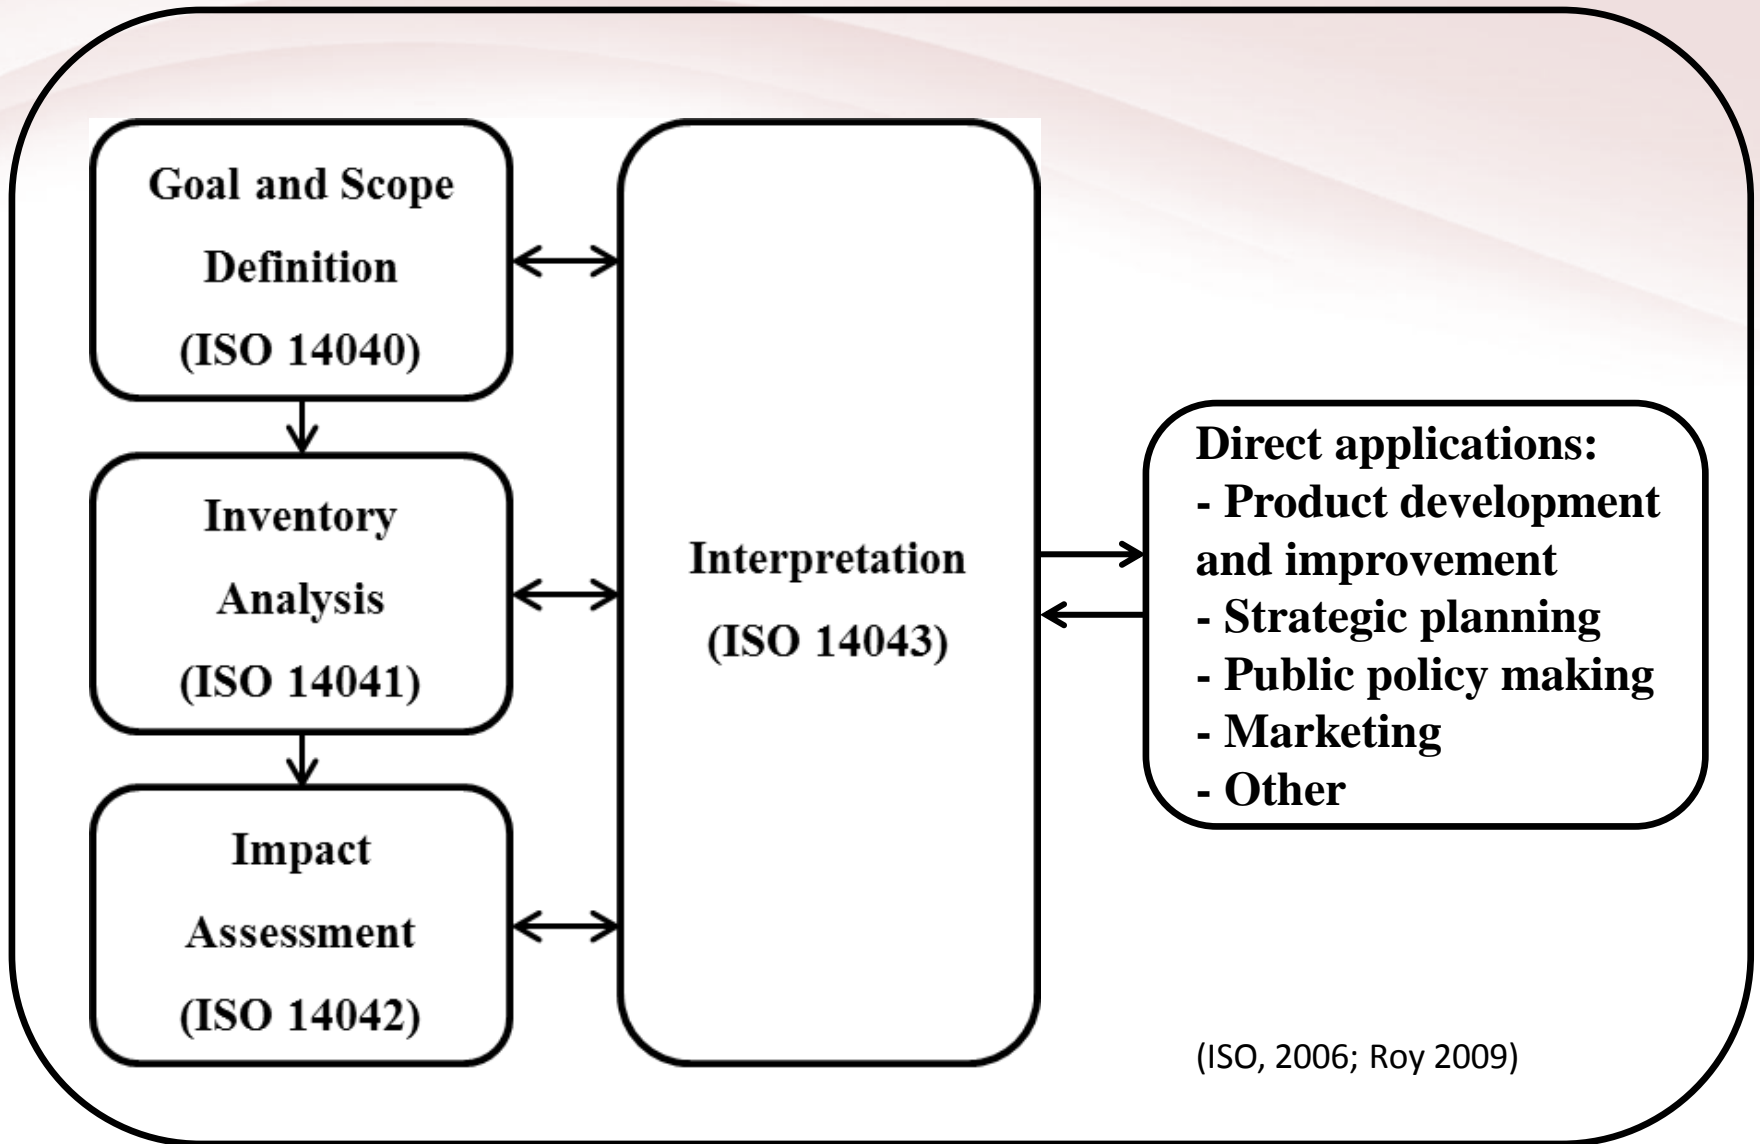 Goal and Scope
Definition
(ISO 14040)
Inventory
Analysis
(ISO 14041)
Impact
Assessment
(ISO 14042)
Interpretation
(ISO 14043)
Direct applications:
- Product development
and improvement
- Strategic planning
- Public policy making
- Marketing
- Other
(ISO, 2006; Roy 2009)